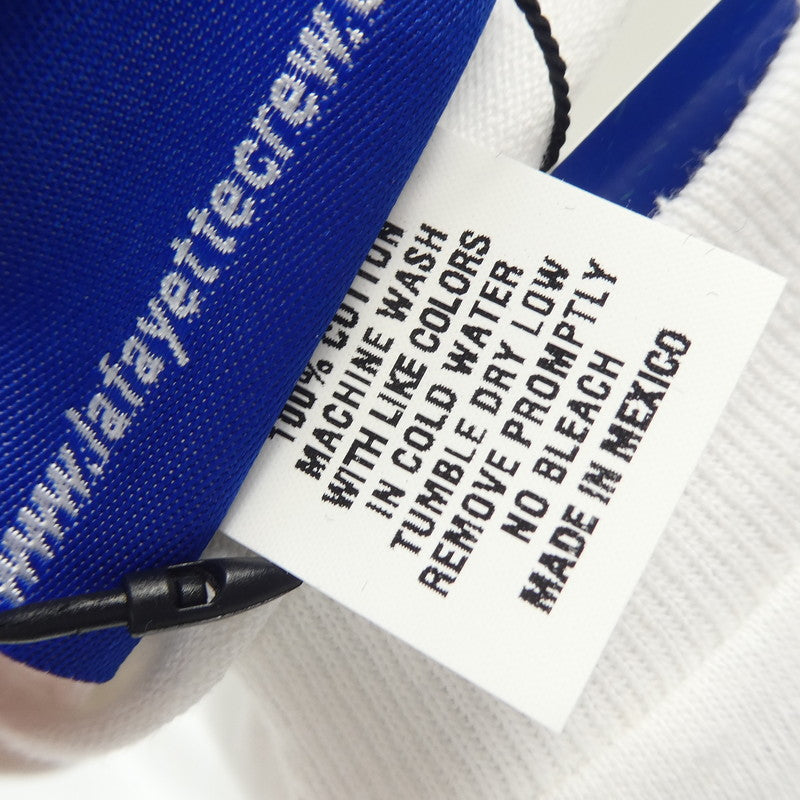 www.lafayettecrew.
100% COTTON
MACHINE WASH
WITH LIKE COLORS
IN COLD WATER
TUMBLE DRY LOW
REMOVE PROMPTLY
NO BLEACH
MADE IN MEXICO